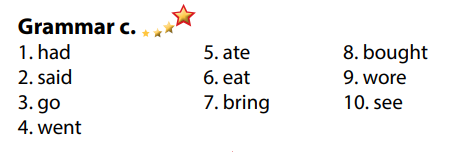 Grammar c.
1. had
2. said
3. go
4. went
5. ate
6. eat
7. bring
8. bought
9. wore
10. see